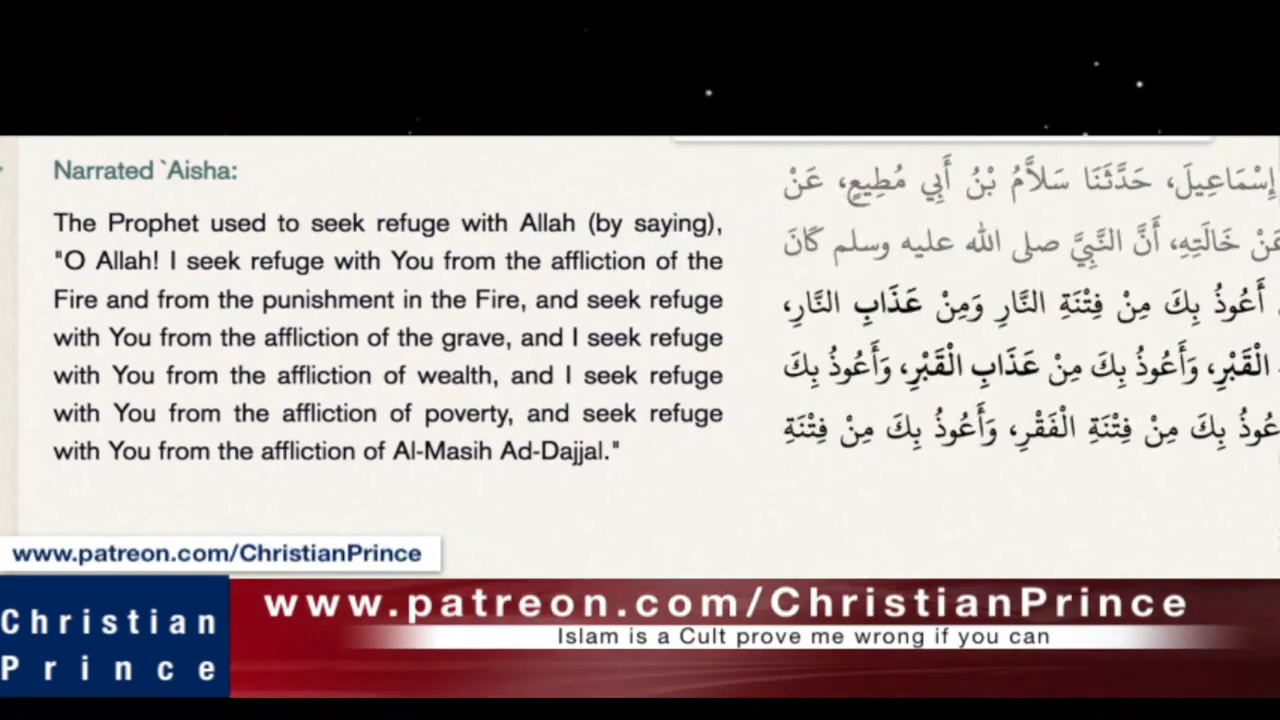 Narrated `Aisha:
The Prophet used to seek refuge with Allah (by saying),
"O Allah! I seek refuge with You from the affliction of the
Fire and from the punishment in the Fire, and seek refuge
with You from the affliction of the grave, and I seek refuge
with You from the affliction of wealth, and I seek refuge
with You from the affliction of poverty, and seek refuge
with You from the affliction of Al-Masih Ad-Dajjal."
إِسْمَاعِيلَ، حَدَّثَنَا سَلاَّمُ بْنُ أَبِي مُطِيعٍ، عَنْ
عَنْ خَالَتِهِ، أَنَّ النَّبِيَّ صلى الله عليه وسلم كَانَ
أَعُوذُ بِكَ مِنْ فِتْنَةِ النَّارِ وَمِنْ عَذَابِ النَّارِ،
الْقَبْرِ، وَأَعُوذُ بِكَ مِنْ عَذَابِ الْقَبْرِ، وَأَعُوذُ بِكَ
بِكَ مِنْ فِتْنَةِ الْفَقْرِ، وَأَعُوذُ بِكَ مِنْ فِتْنَةِ
www.patreon.com/ChristianPrince
Christian
Prince
www.patreon.com/ChristianPrince
Islam is a Cult prove me wrong if you can